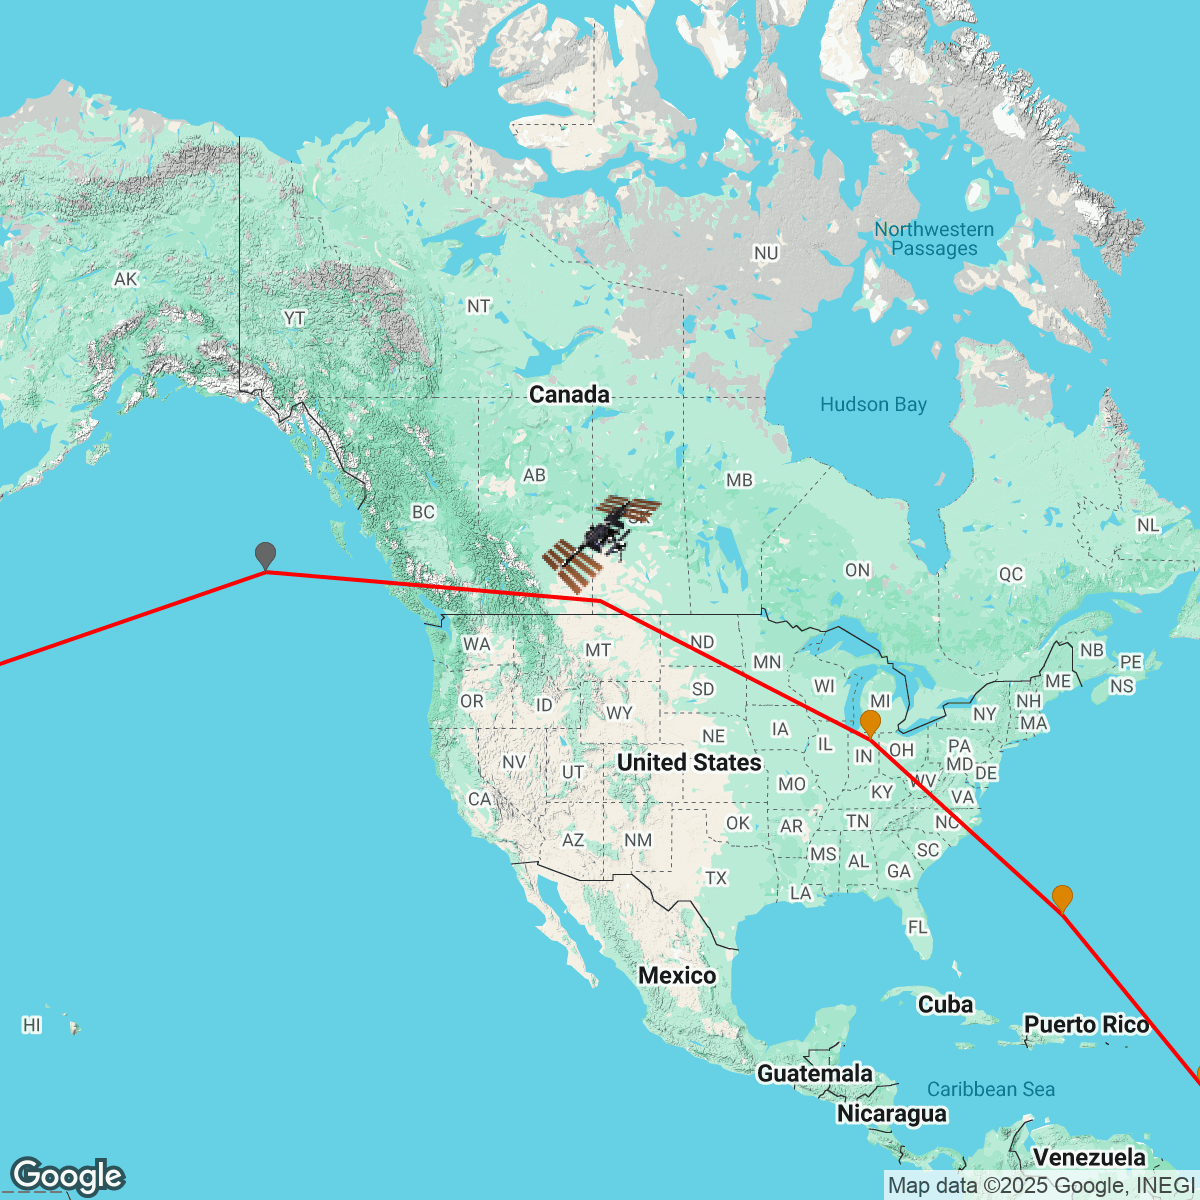 NU
Northwestern
Passages
AK
NT
YT
Canada
Hudson Bay
AB
MB
BC
NL
ON
QC
WA
MT
ND
MN
NB
PE
OR
ID
WY
SD
WI
MI
ME
NS
NH
NY
MA
NV
UT
NE
IA
IL
IN
OH
PA
MD
DE
United States
CA
MO
KY
WV
VA
AZ
NM
OK
AR
TN
NC
MS
AL
SC
GA
TX
LA
FL
Mexico
Cuba
HI
Puerto Rico
Guatemala
Caribbean Sea
Nicaragua
Venezuela
Google
Map data ©2025 Google, INEGI